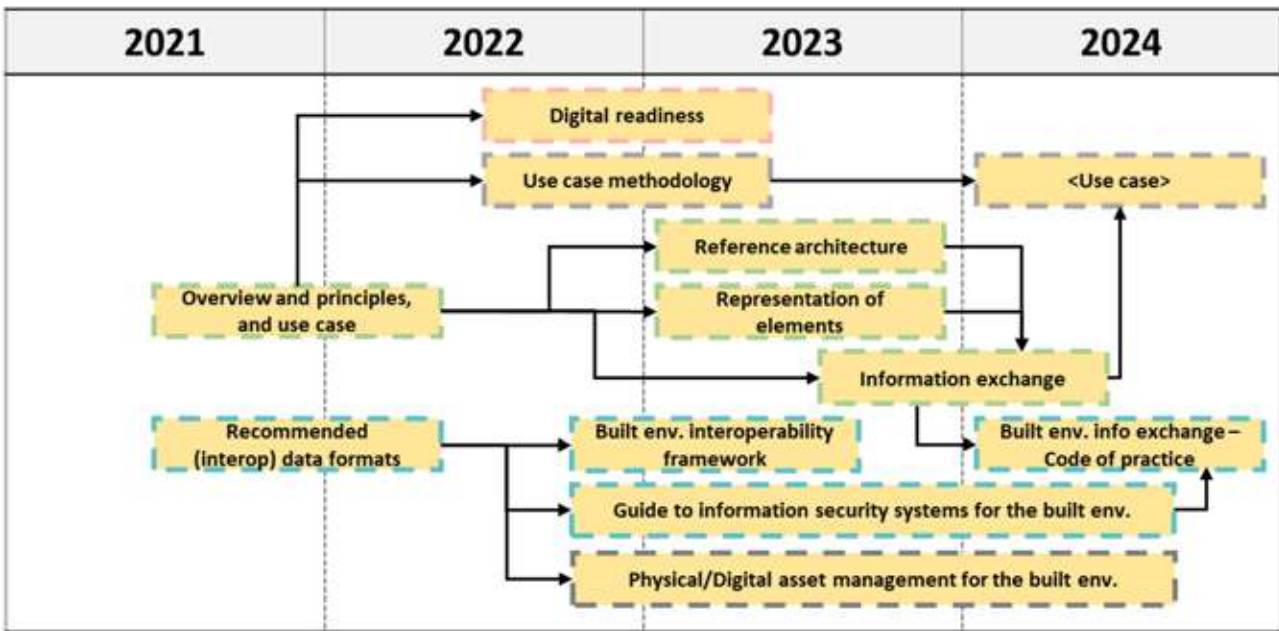 2021 2022 2023 2024
Digital readiness
Use case methodology
<Use case>
Reference architecture
Overview and principles,
and use case
Representation of
elements
Information exchange
Recommended
(interop) data formats
Built env. interoperability
framework
Built env. info exchange –
Code of practice
Guide to information security systems for the built env.
Physical/Digital asset management for the built env.